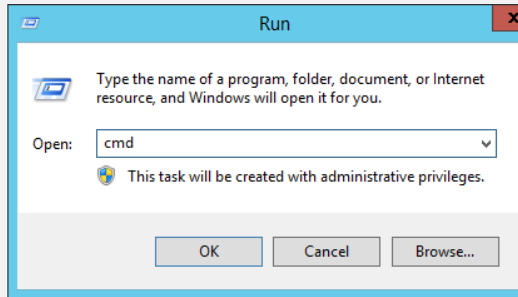 Run
x
Type the name of a program, folder, document, or Internet
resource, and Windows will open it for you.
Open: cmd
This task will be created with administrative privileges.
OK Cancel Browse...